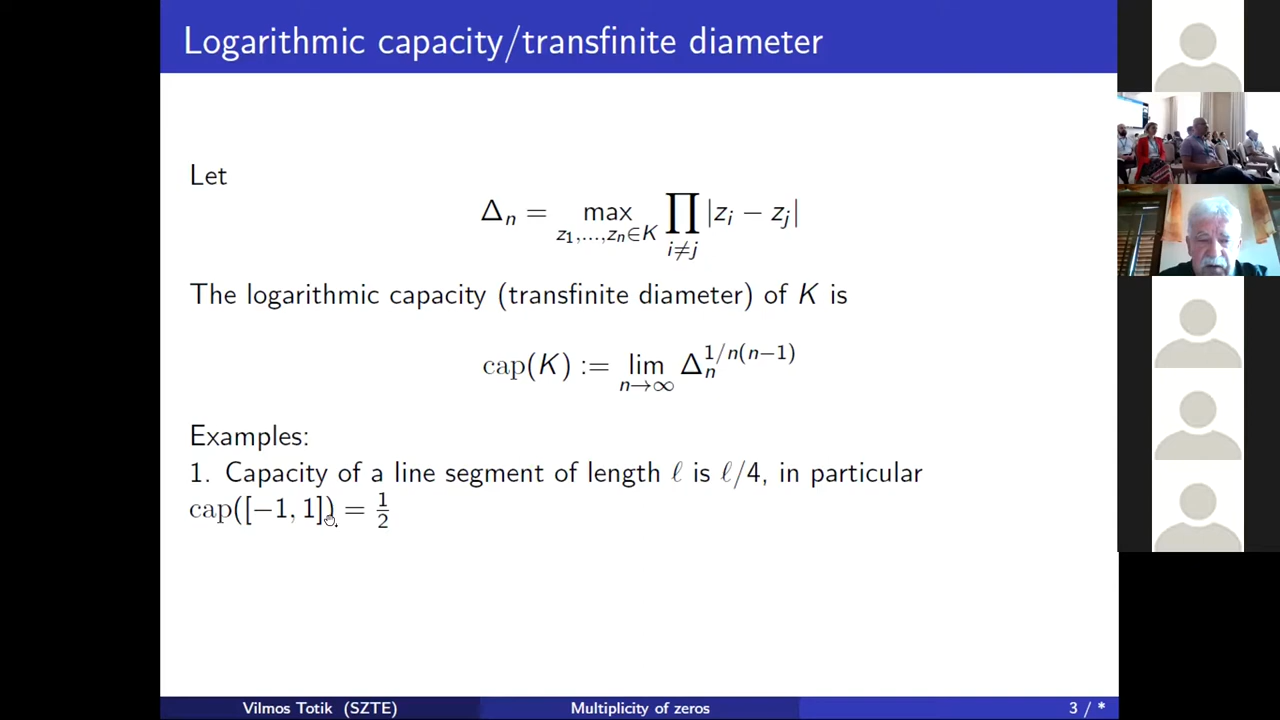 Logarithmic capacity/transfinite diameter
Let
Δ_n = max_{z_1,...,z_n∈K} ∏_{i≠j} |z_i − z_j|
The logarithmic capacity (transfinite diameter) of K is
cap(K) := lim_{n→∞} Δ_n^{1/n(n−1)}
Examples:
1. Capacity of a line segment of length ℓ is ℓ/4, in particular
cap([−1, 1]) = 1/2
Vilmos Totik (SZTE)
Multiplicity of zeros
3 / *